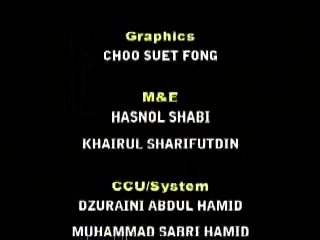 Graphics
CHOO SUET FONG
M&E
HASNOL SHABI
KHAIRUL SHARIFUTDIN
CCU/System
DZURAINI ABDUL HAMID
MUHAMMAD SABRI HAMID